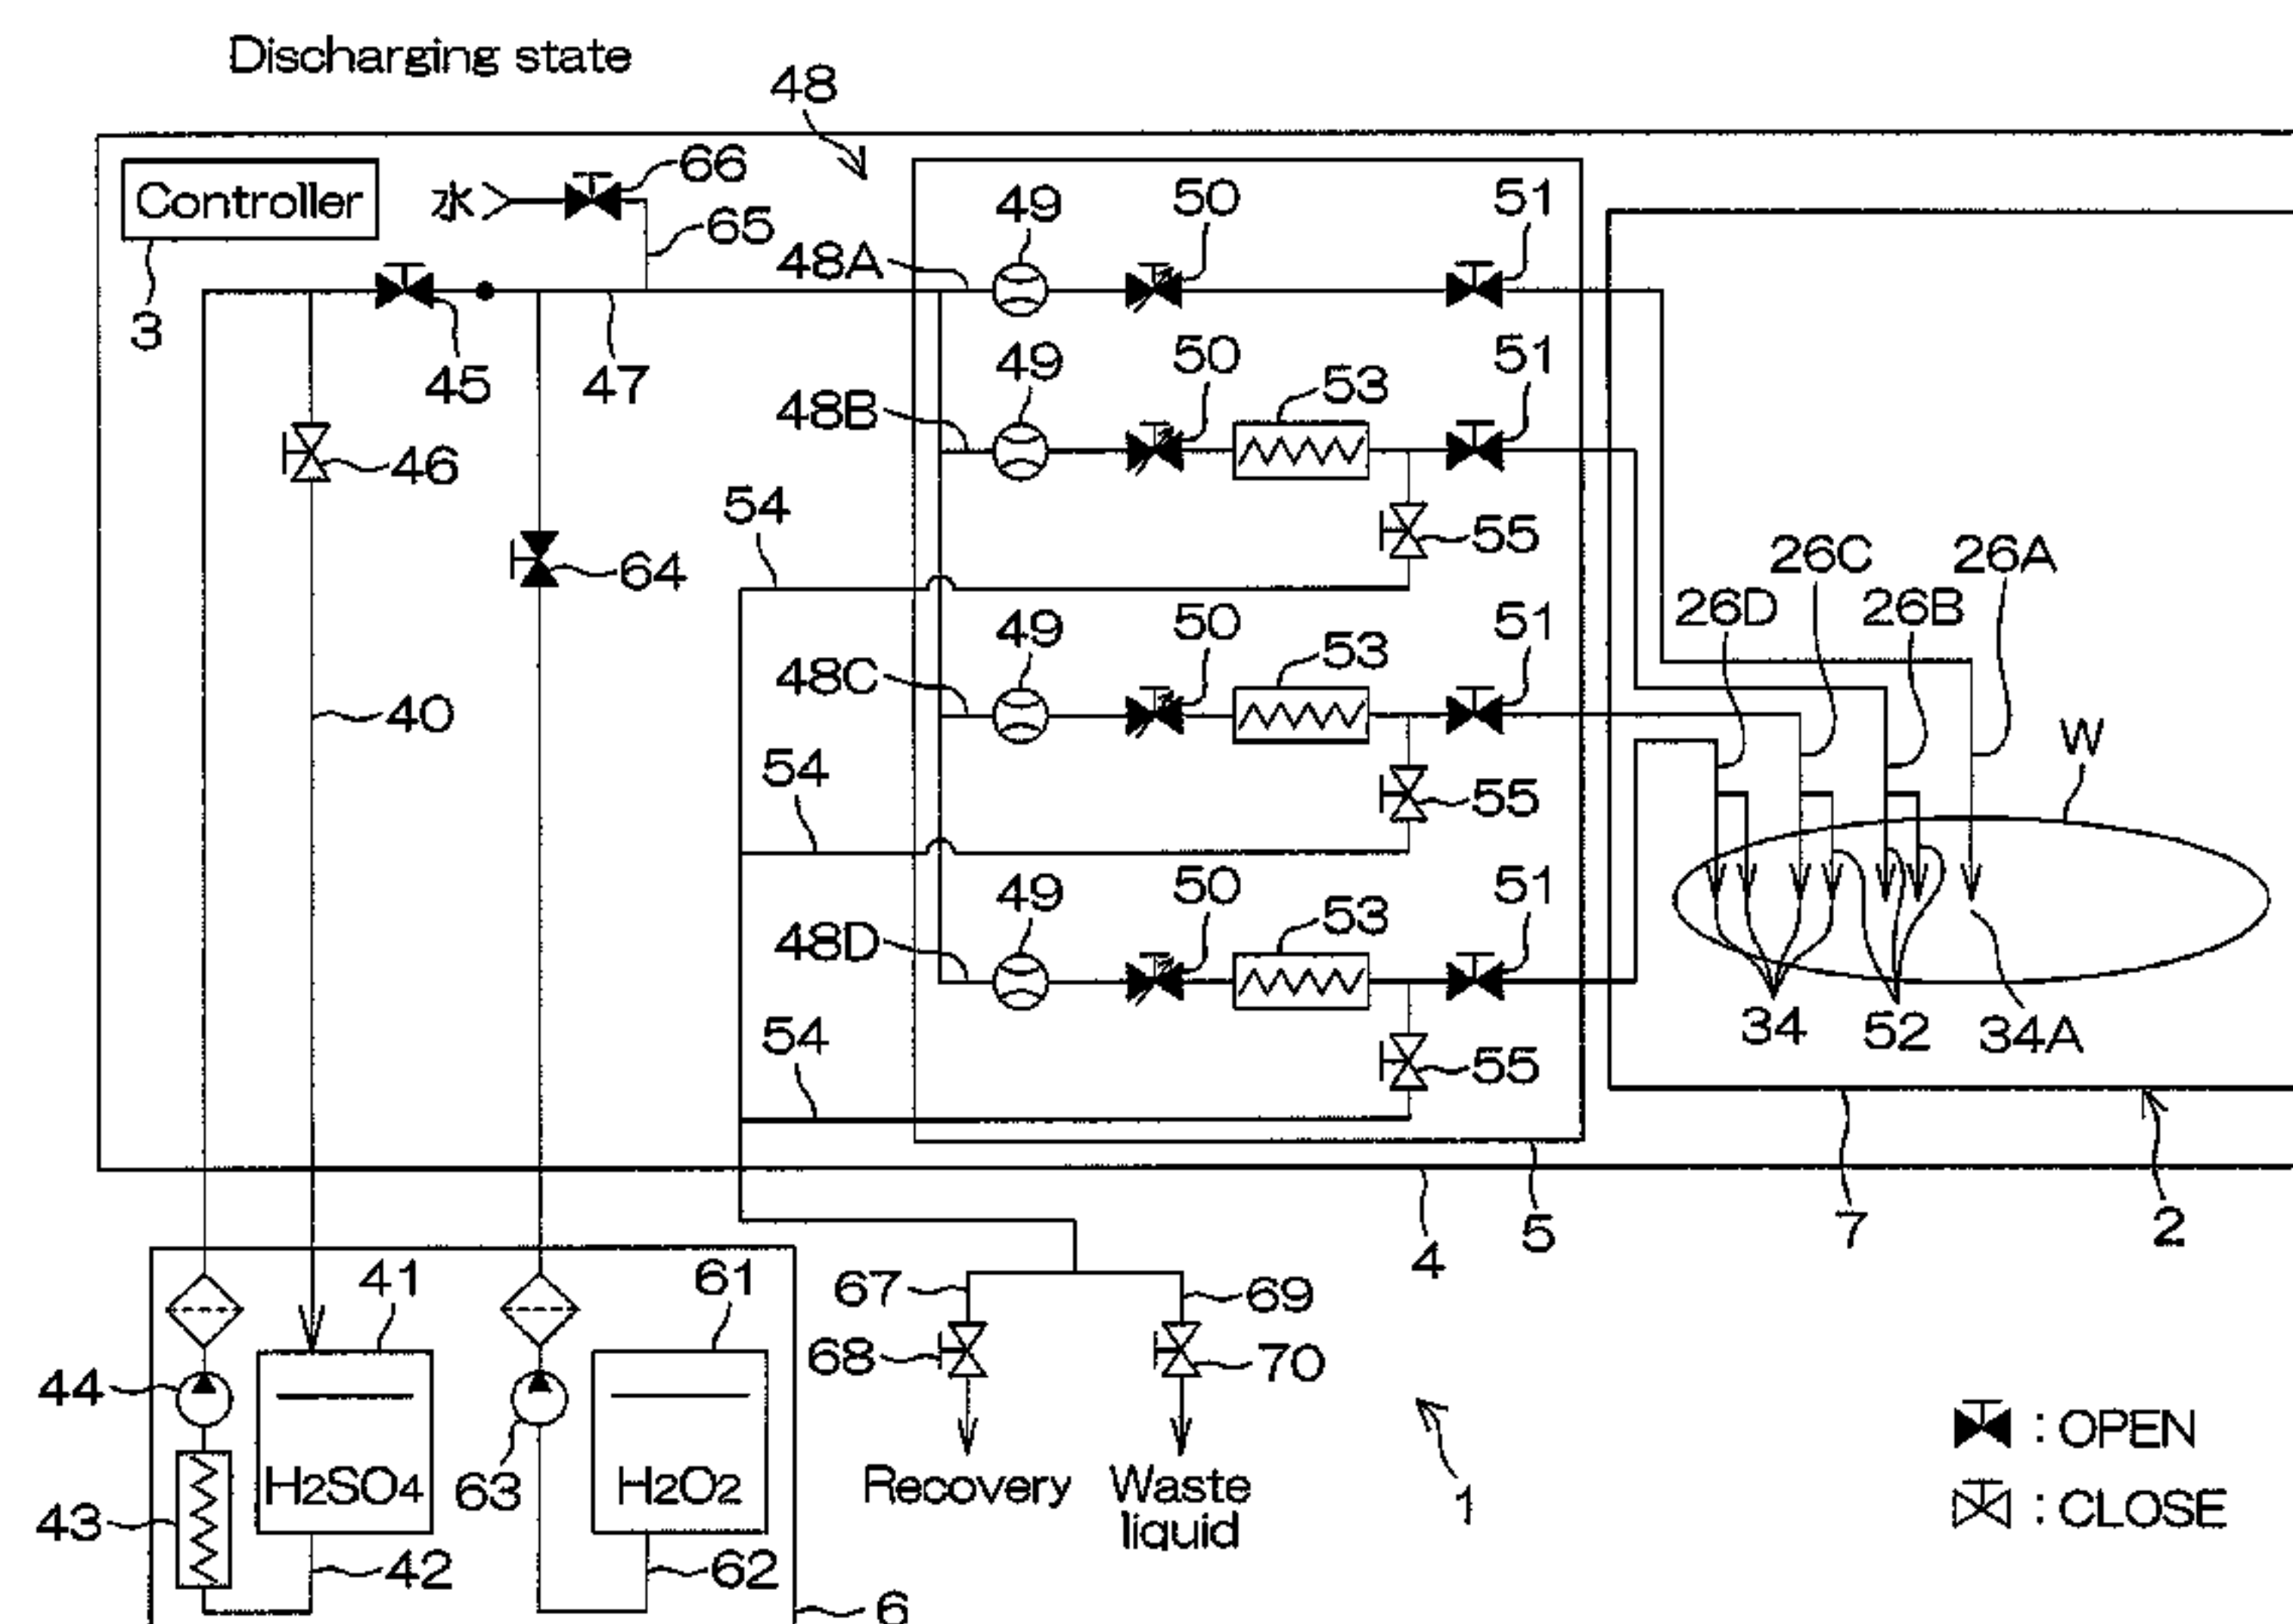 Discharging state
48
Controller
水
66
65
3
45
47
46
64
40
48A
49
50
51
48B
49
50
53
51
54
55
48C
49
50
53
51
54
55
48D
49
50
53
51
54
55
26D
26C
26B
26A
W
34
52
34A
5
4
7
2
41
61
44
H2SO4
63
H2O2
43
42
62
6
67
69
68
70
Recovery
Waste
liquid
1
: OPEN
: CLOSE